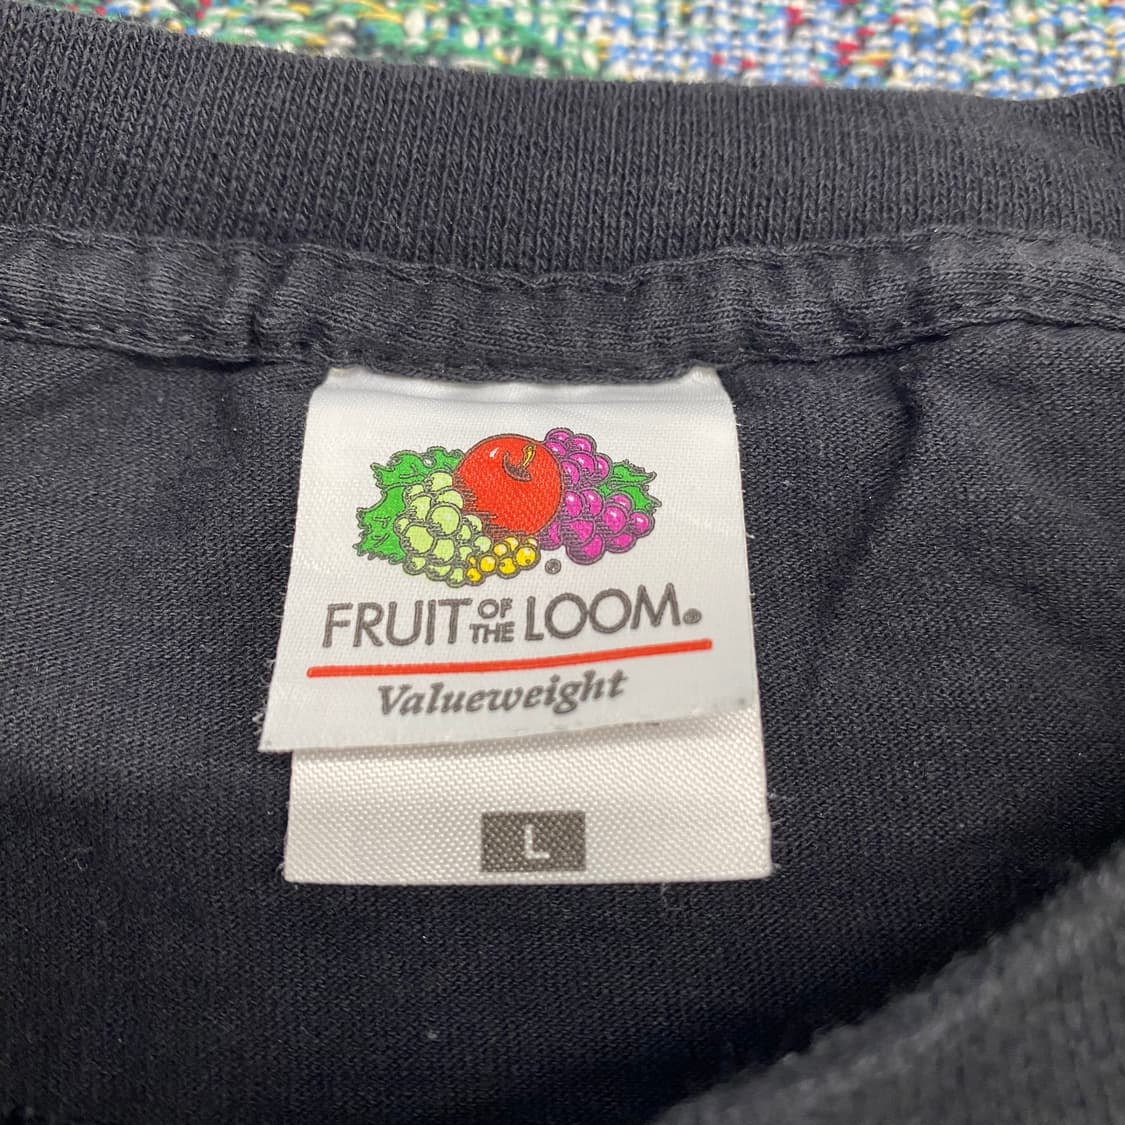 FRUIT OF THE LOOM®
Valueweight
L